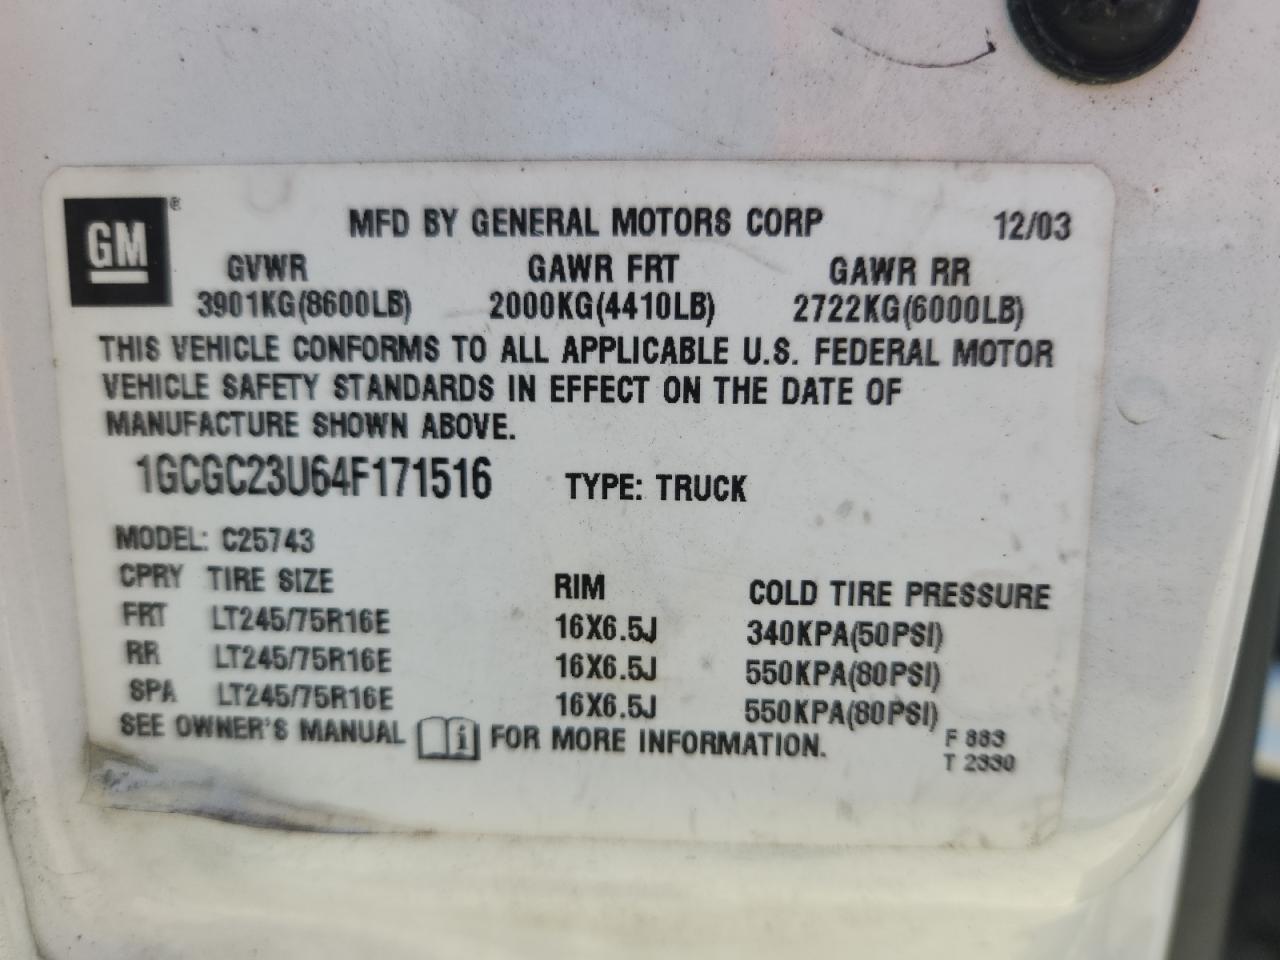 GM ®
MFD BY GENERAL MOTORS CORP 12/03
GVWR GAWR FRT GAWR RR
3901KG(8600LB) 2000KG(4410LB) 2722KG(6000LB)
THIS VEHICLE CONFORMS TO ALL APPLICABLE U.S. FEDERAL MOTOR
VEHICLE SAFETY STANDARDS IN EFFECT ON THE DATE OF
MANUFACTURE SHOWN ABOVE.
1GCGC23U64F171516 TYPE: TRUCK
MODEL: C25743
CPRY TIRE SIZE RIM COLD TIRE PRESSURE
FRT LT245/75R16E 16X6.5J 340KPA(50PSI)
RR LT245/75R16E 16X6.5J 550KPA(80PSI)
SPA LT245/75R16E 16X6.5J 550KPA(80PSI)
SEE OWNER'S MANUAL i FOR MORE INFORMATION.
F 883
T 2330